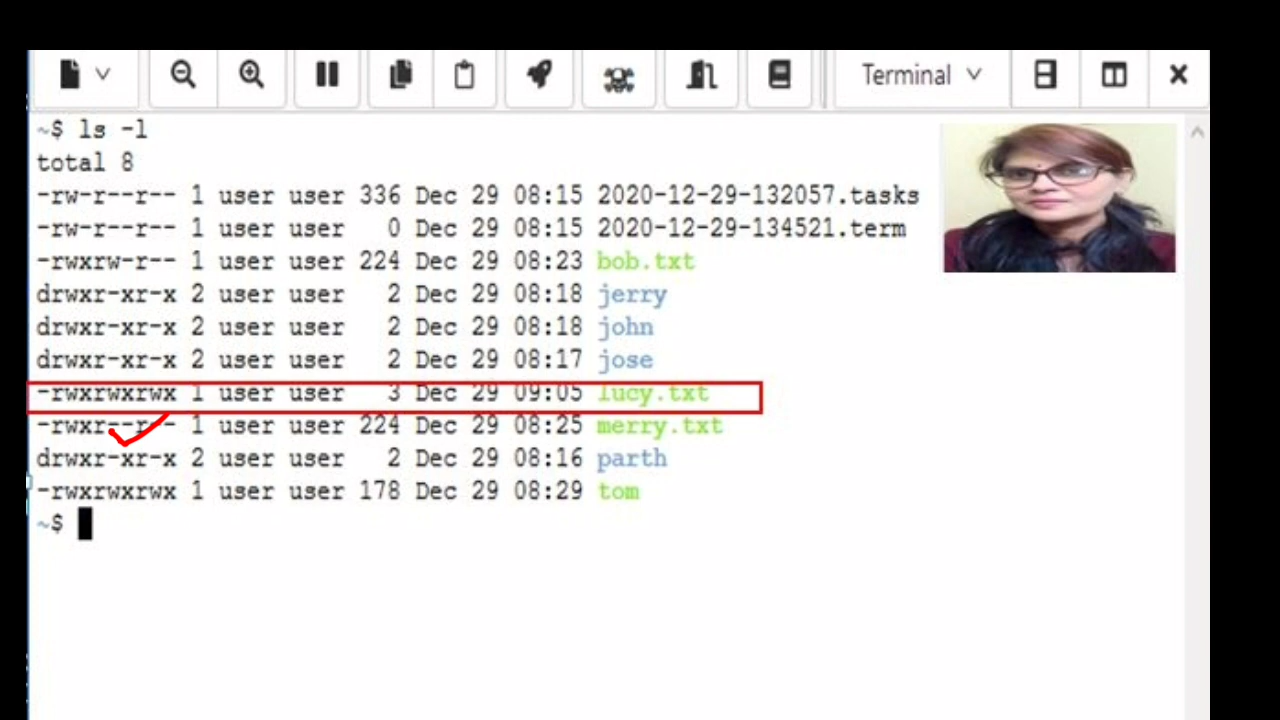 Terminal
~$ ls -l
total 8
-rw-r--r-- 1 user user 336 Dec 29 08:15 2020-12-29-132057.tasks
-rw-r--r-- 1 user user 0 Dec 29 08:15 2020-12-29-134521.term
-rwxrw-r-- 1 user user 224 Dec 29 08:23 bob.txt
drwxr-xr-x 2 user user 2 Dec 29 08:18 jerry
drwxr-xr-x 2 user user 2 Dec 29 08:18 john
drwxr-xr-x 2 user user 2 Dec 29 08:17 jose
-rwxrwxrwx 1 user user 3 Dec 29 09:05 lucy.txt
-rwxr--r-- 1 user user 224 Dec 29 08:25 merry.txt
drwxr-xr-x 2 user user 2 Dec 29 08:16 parth
-rwxrwxrwx 1 user user 178 Dec 29 08:29 tom
~$